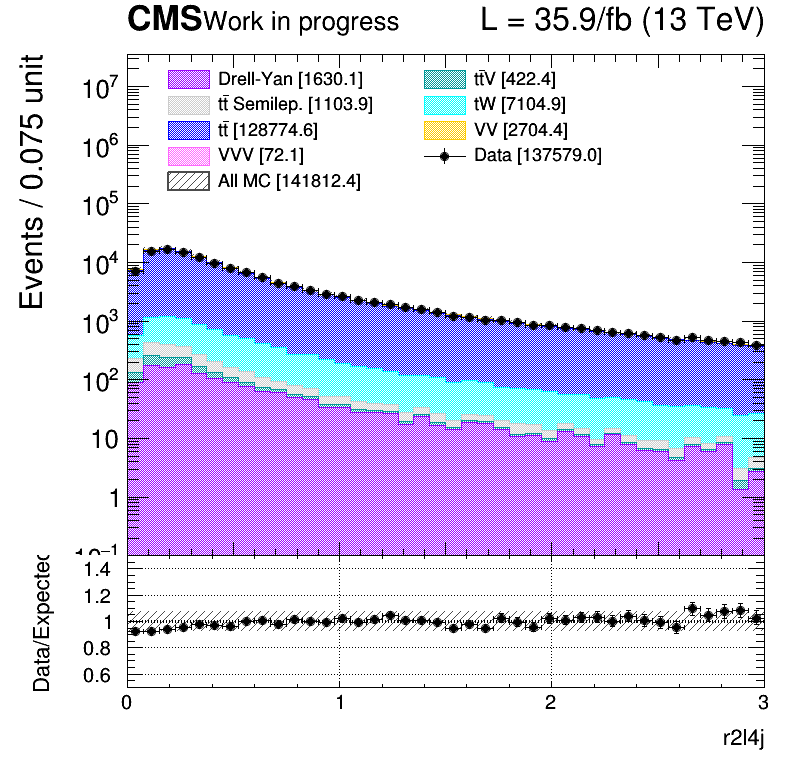 CMS Work in progress L = 35.9/fb (13 TeV)
Events / 0.075 unit
Drell-Yan [1630.1] tt̄V [422.4]
tt̄ Semilep. [1103.9] tW [7104.9]
tt̄ [128774.6] VV [2704.4]
VVV [72.1] Data [137579.0]
All MC [141812.4]
10⁷
10⁶
10⁵
10⁴
10³
10²
10
1
10⁻¹
Data/Expected
1.4
1.2
1
0.8
0.6
0 1 2 3
r2l4j